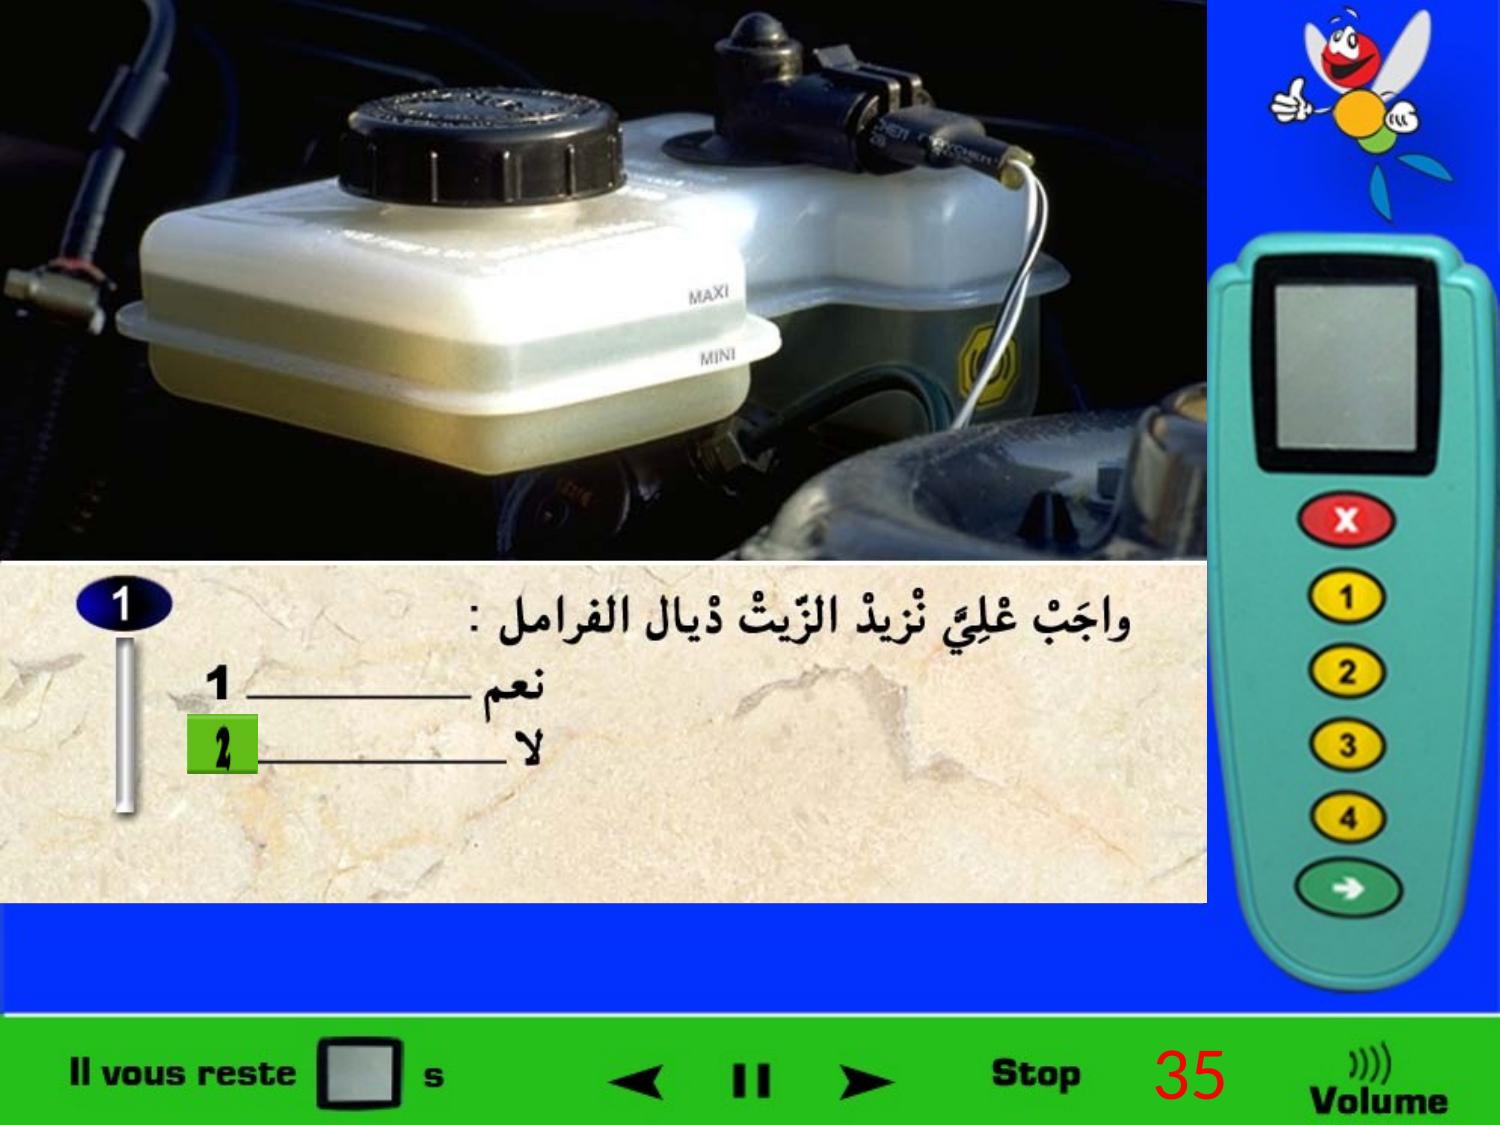 MAXI
MINI
1
واجَبْ عْلِيَّ نْزيدْ الزّيتْ دْيال الفرامل :
نعم 1
لا 2
X
1
2
3
4
Il vous reste s
Stop
35
Volume